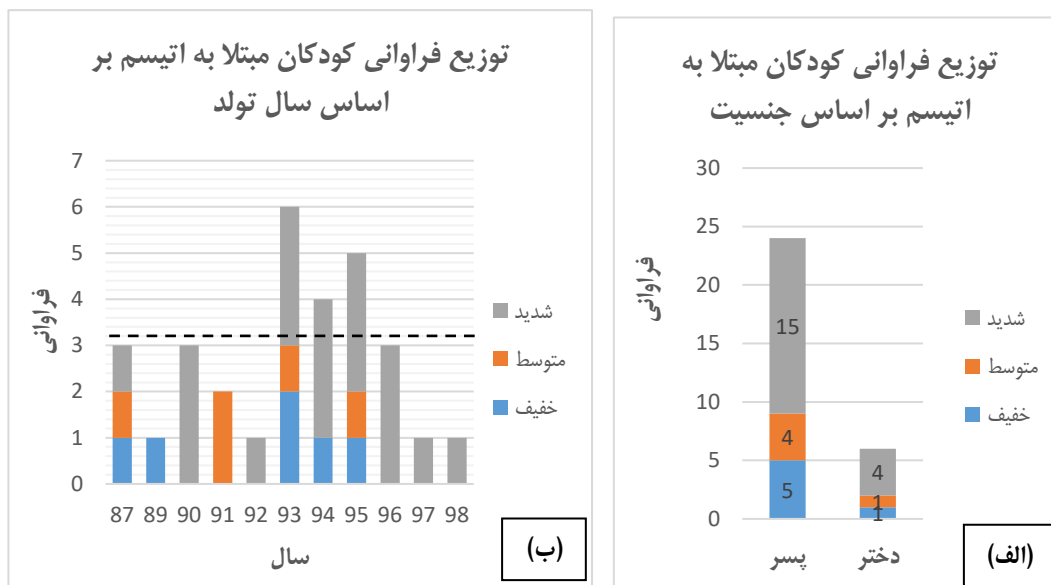 توزیع فراوانی کودکان مبتلا به
اتیسم بر اساس جنسیت
30
25
20
15
10
5
0
فراوانی
15
4
5
4
1
1
پسر
دختر
شدید
متوسط
خفیف
(الف)
توزیع فراوانی کودکان مبتلا به اتیسم بر
اساس سال تولد
7
6
5
4
3
2
1
0
فراوانی
87 89 90 91 92 93 94 95 96 97 98
سال
شدید
متوسط
خفیف
(ب)